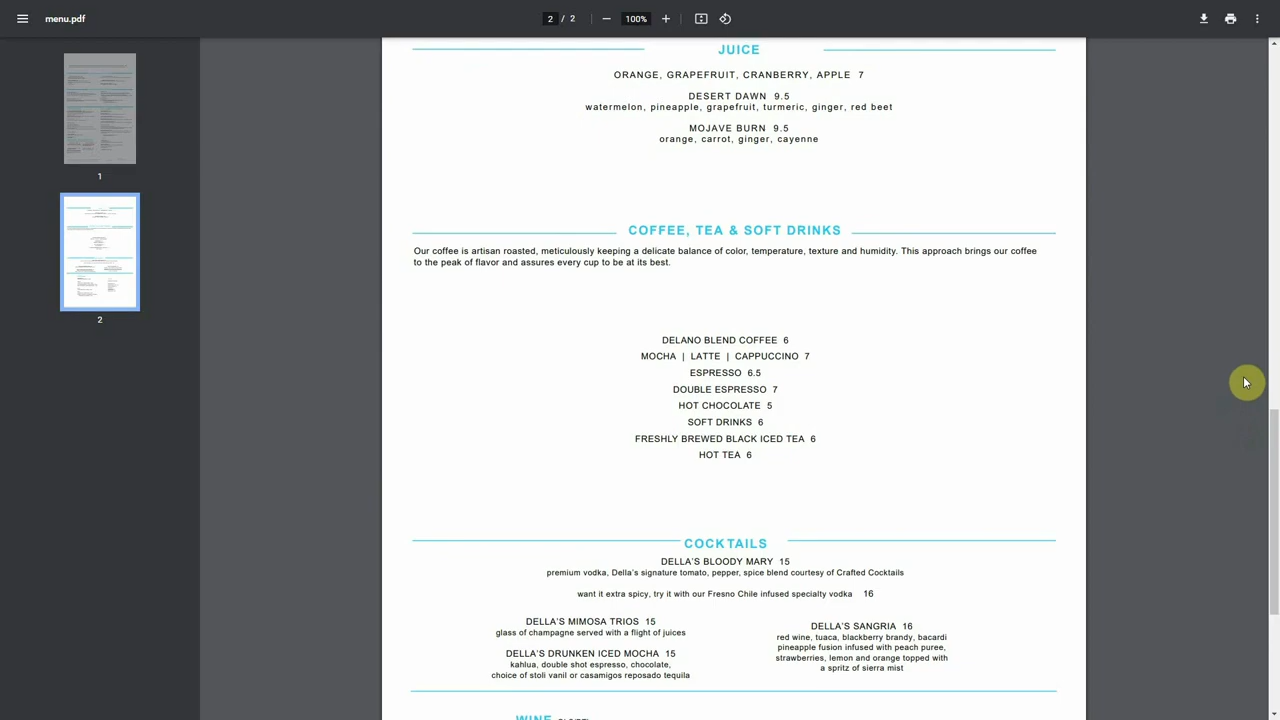 menu.pdf
2 / 2
100%
JUICE
ORANGE, GRAPEFRUIT, CRANBERRY, APPLE 7
DESERT DAWN 9.5
watermelon, pineapple, grapefruit, turmeric, ginger, red beet
MOJAVE BURN 9.5
orange, carrot, ginger, cayenne
1
COFFEE, TEA & SOFT DRINKS
Our coffee is artisan roasted, meticulously keeping a delicate balance of color, temperature, texture and humidity. This approach brings our coffee
to the peak of flavor and assures every cup to be at its best.
2
DELANO BLEND COFFEE 6
MOCHA | LATTE | CAPPUCCINO 7
ESPRESSO 6.5
DOUBLE ESPRESSO 7
HOT CHOCOLATE 5
SOFT DRINKS 6
FRESHLY BREWED BLACK ICED TEA 6
HOT TEA 6
COCKTAILS
DELLA'S BLOODY MARY 15
premium vodka, Della's signature tomato, pepper, spice blend courtesy of Crafted Cocktails
want it extra spicy, try it with our Fresno Chile infused specialty vodka 16
DELLA'S MIMOSA TRIOS 15
glass of champagne served with a flight of juices
DELLA'S DRUNKEN ICED MOCHA 15
kahlua, double shot espresso, chocolate,
choice of stoli vanil or casamigos reposado tequila
DELLA'S SANGRIA 16
red wine, tuaca, blackberry brandy, bacardi
pineapple fusion infused with peach puree,
strawberries, lemon and orange topped with
a spritz of sierra mist
WINE